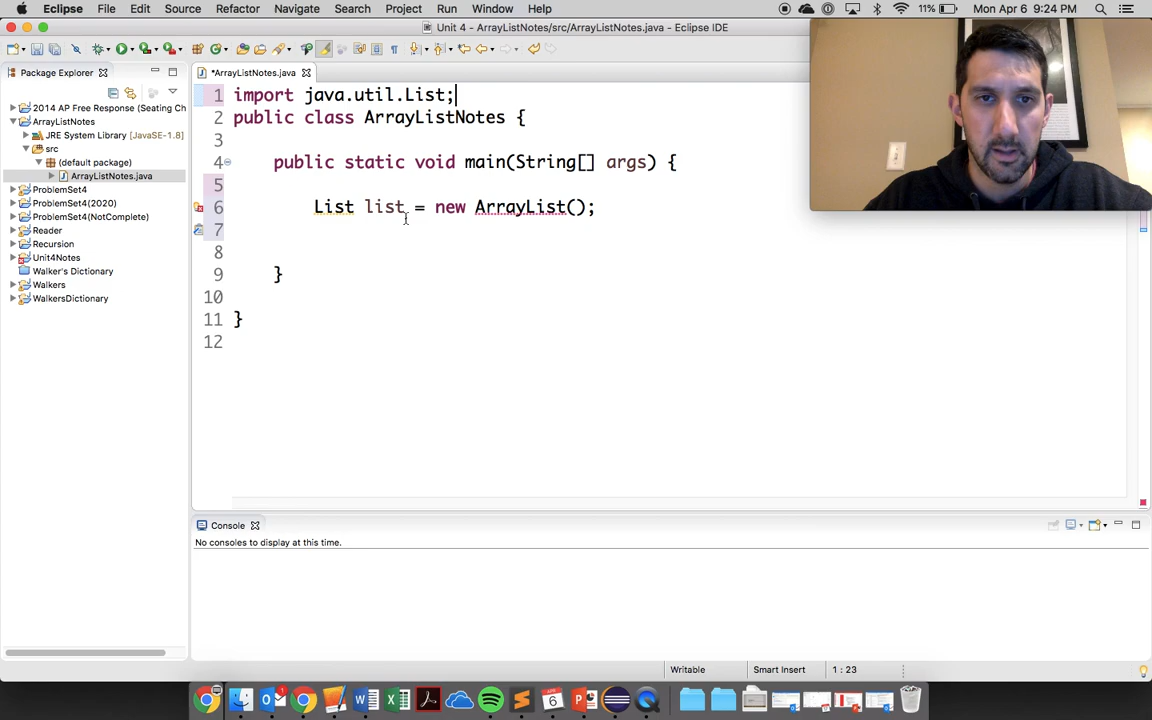 Eclipse File Edit Source Refactor Navigate Search Project Run Window Help 11% Mon Apr 6 9:24 PM
Unit 4 - ArrayListNotes/src/ArrayListNotes.java - Eclipse IDE
Package Explorer
*ArrayListNotes.java
2014 AP Free Response (Seating Ch
ArrayListNotes
JRE System Library [JavaSE-1.8]
src
(default package)
ArrayListNotes.java
ProblemSet4
ProblemSet4(2020)
ProblemSet4(NotComplete)
Reader
Recursion
Unit4Notes
Walker's Dictionary
Walkers
WalkersDictionary
1 import java.util.List;
2 public class ArrayListNotes {
3
4 public static void main(String[] args) {
5
6 List list = new ArrayList();
7
8
9 }
10
11 }
12
Console
No consoles to display at this time.
Writable Smart Insert 1 : 23